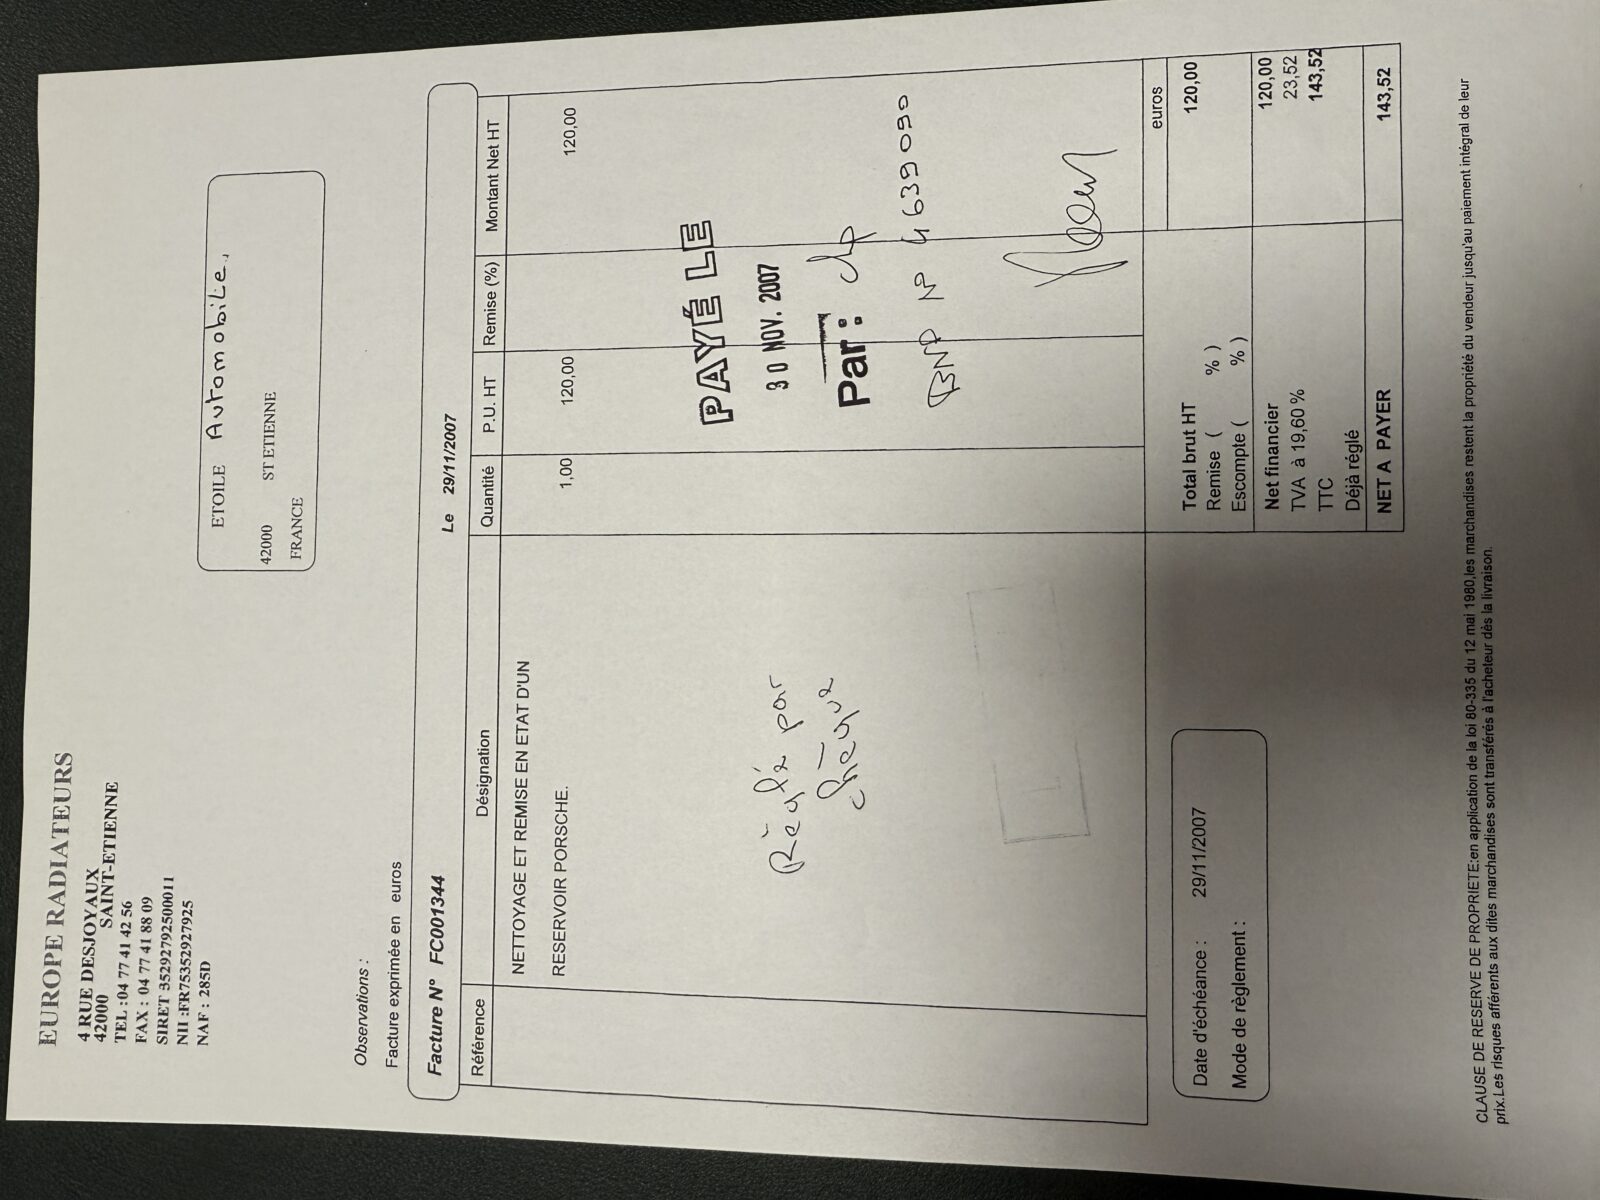 EUROPE RADIATEURS
4 RUE DESJOYAUX
42000 SAINT-ETIENNE
TEL :04 77 41 42 56
FAX : 04 77 41 88 09
SIRET 35292792500011
NII :FR75352927925
NAF : 285D
ETOILE Automobile.
42000 ST ETIENNE
FRANCE
Observations :
Facture exprimée en euros
Facture N° FC001344 Le 29/11/2007
Référence Désignation Quantité P.U. HT Remise (%) Montant Net HT
NETTOYAGE ET REMISE EN ETAT D'UN
RESERVOIR PORSCHE. 1,00 120,00 120,00
PAYÉ LE
30 NOV. 2007
Par : chp
BNP N° 4639090
Réglé par
chèque
euros
Total brut HT 120,00
Remise ( % )
Escompte ( % )
Net financier 120,00
TVA à 19,60 % 23,52
TTC 143,52
Déjà réglé
NET A PAYER 143,52
Date d'échéance : 29/11/2007
Mode de règlement :
CLAUSE DE RESERVE DE PROPRIETE:en application de la loi 80-335 du 12 mai 1980,les marchandises restent la propriété du vendeur jusqu'au paiement intégral de leur
prix.Les risques afférents aux dites marchandises sont transférés à l'acheteur dès la livraison.